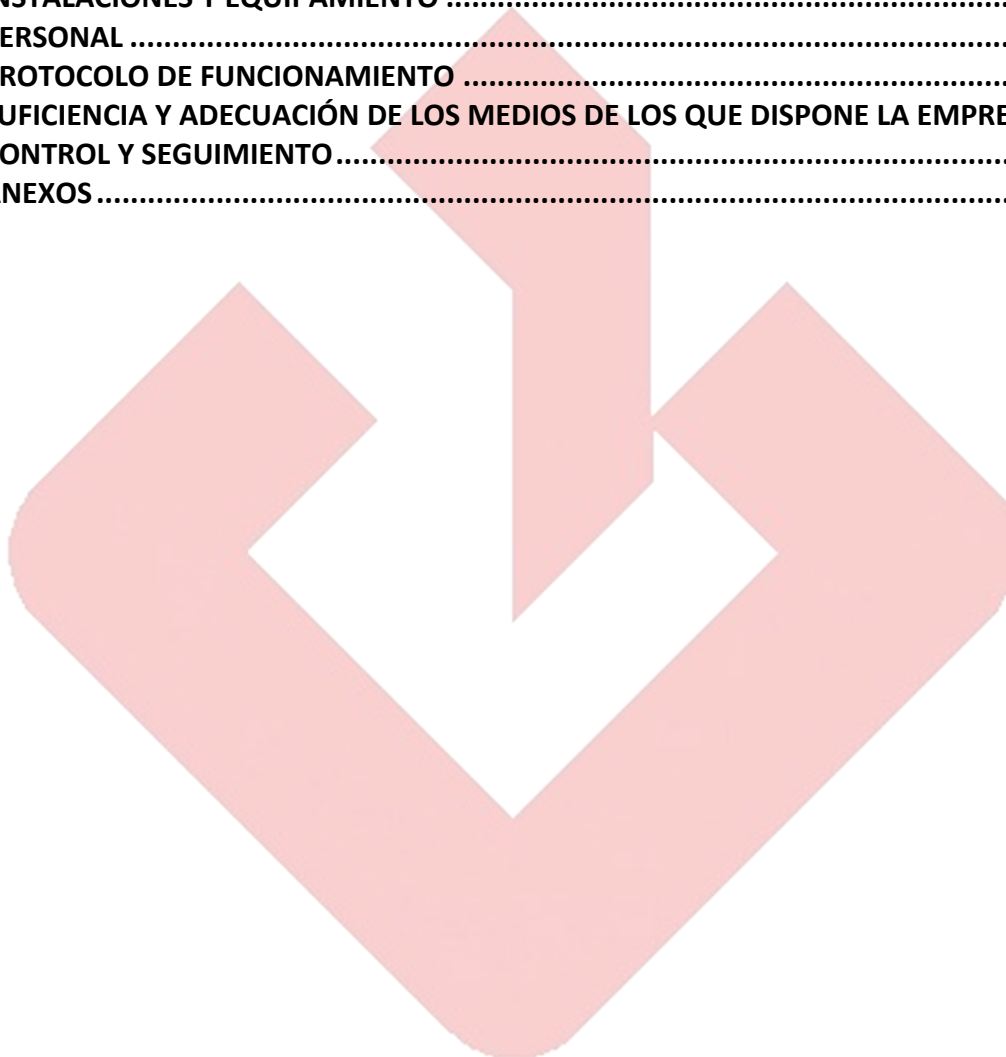 NSTALACIONES Y EQUIPAMIENTO ................................................................
ERSONAL ................................................................................................
ROTOCOLO DE FUNCIONAMIENTO ..............................................................
UFICIENCIA Y ADECUACIÓN DE LOS MEDIOS DE LOS QUE DISPONE LA EMPRE
ONTROL Y SEGUIMIENTO .............................................................................
NEXOS ....................................................................................................